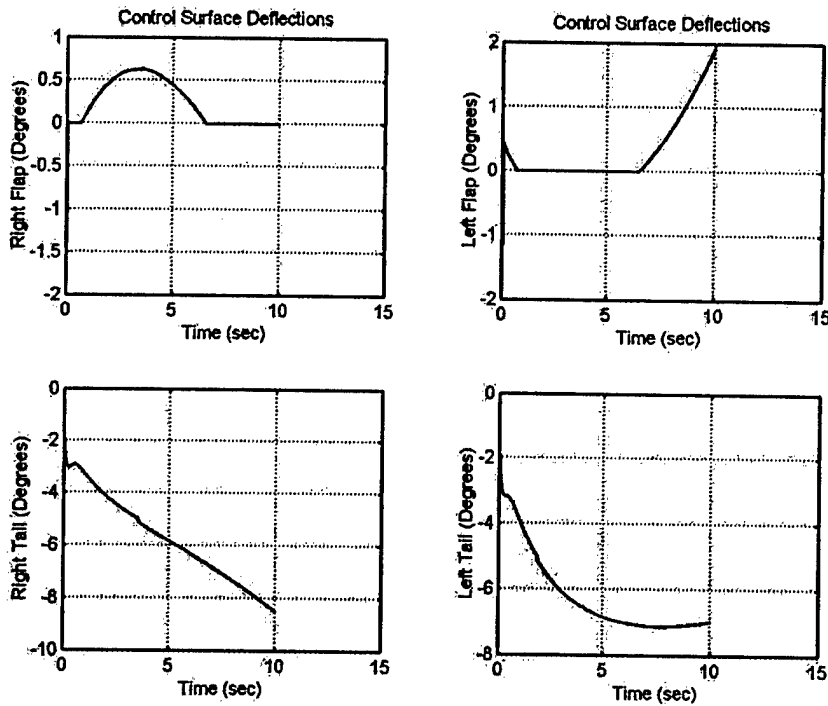 Control Surface Deflections
1
0.5
0
-0.5
-1
-1.5
-2
Right Flap (Degrees)
0 5 10 15
Time (sec)
Control Surface Deflections
2
1
0
-1
-2
Left Flap (Degrees)
0 5 10 15
Time (sec)
0
-2
-4
-6
-8
-10
Right Tail (Degrees)
0 5 10 15
Time (sec)
0
-2
-4
-6
-8
Left Tail (Degrees)
0 5 10 15
Time (sec)